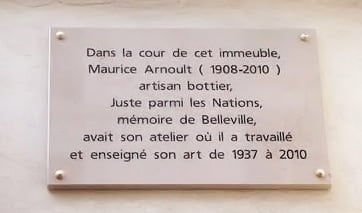 Dans la cour de cet immeuble,
Maurice Arnoult ( 1908-2010 )
artisan bottier,
Juste parmi les Nations,
mémoire de Belleville,
avait son atelier où il a travaillé
et enseigné son art de 1937 à 2010